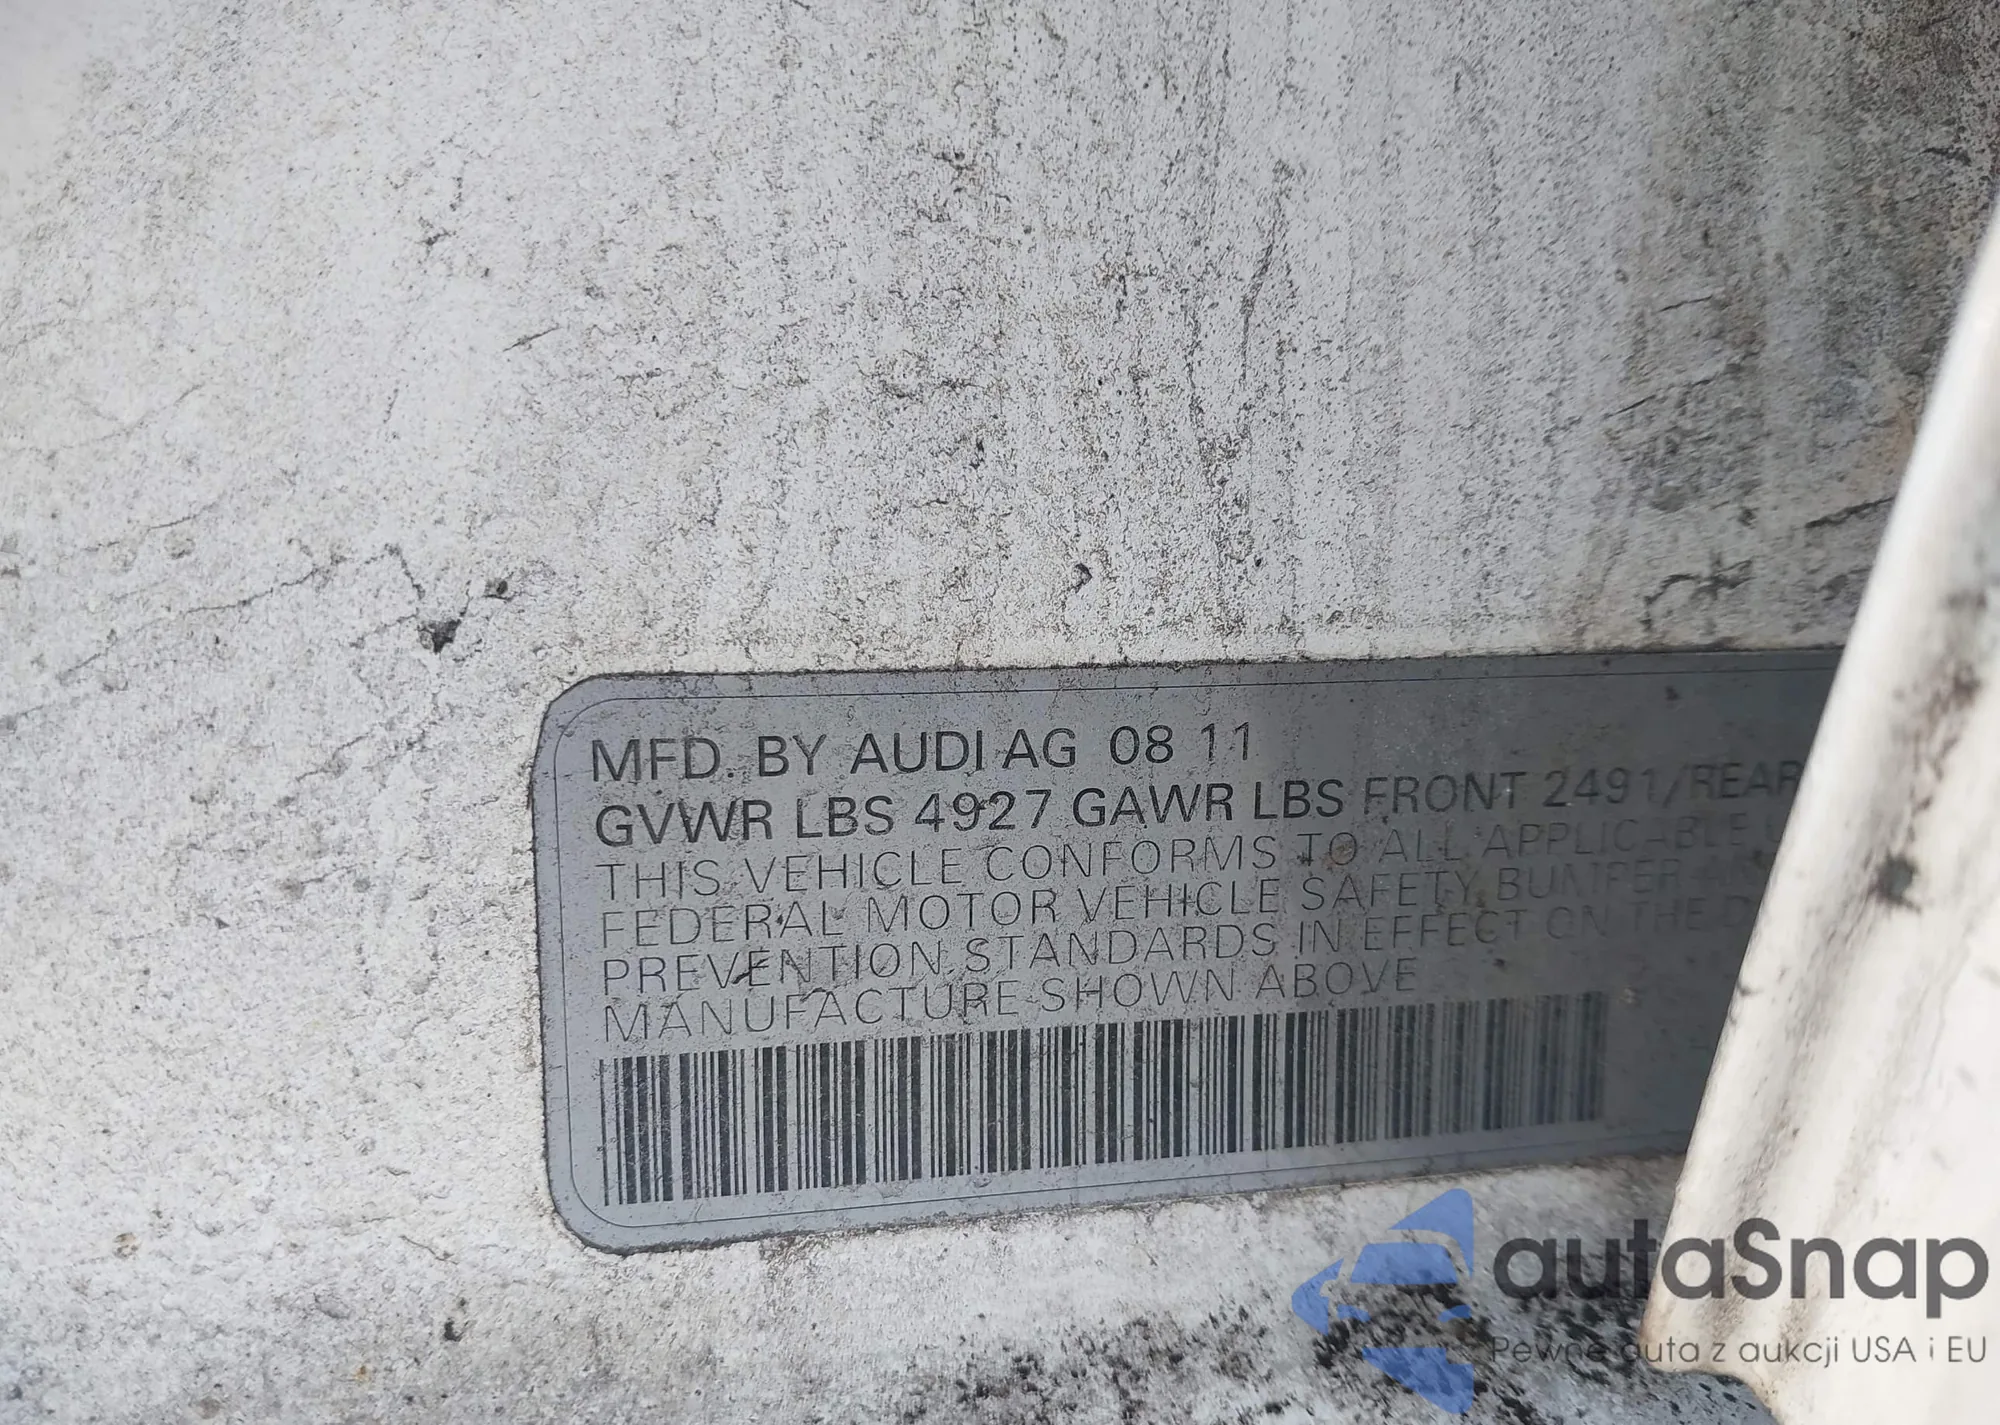 MFD. BY AUDI AG 08 11
GVWR LBS 4927 GAWR LBS FRONT 2491/REAR
THIS VEHICLE CONFORMS TO ALL APPLICABLE
FEDERAL MOTOR VEHICLE SAFETY BUMPER
PREVENTION STANDARDS IN EFFECT ON THE
MANUFACTURE SHOWN ABOVE
autaSnap
Pewne auta z aukcji USA i EU